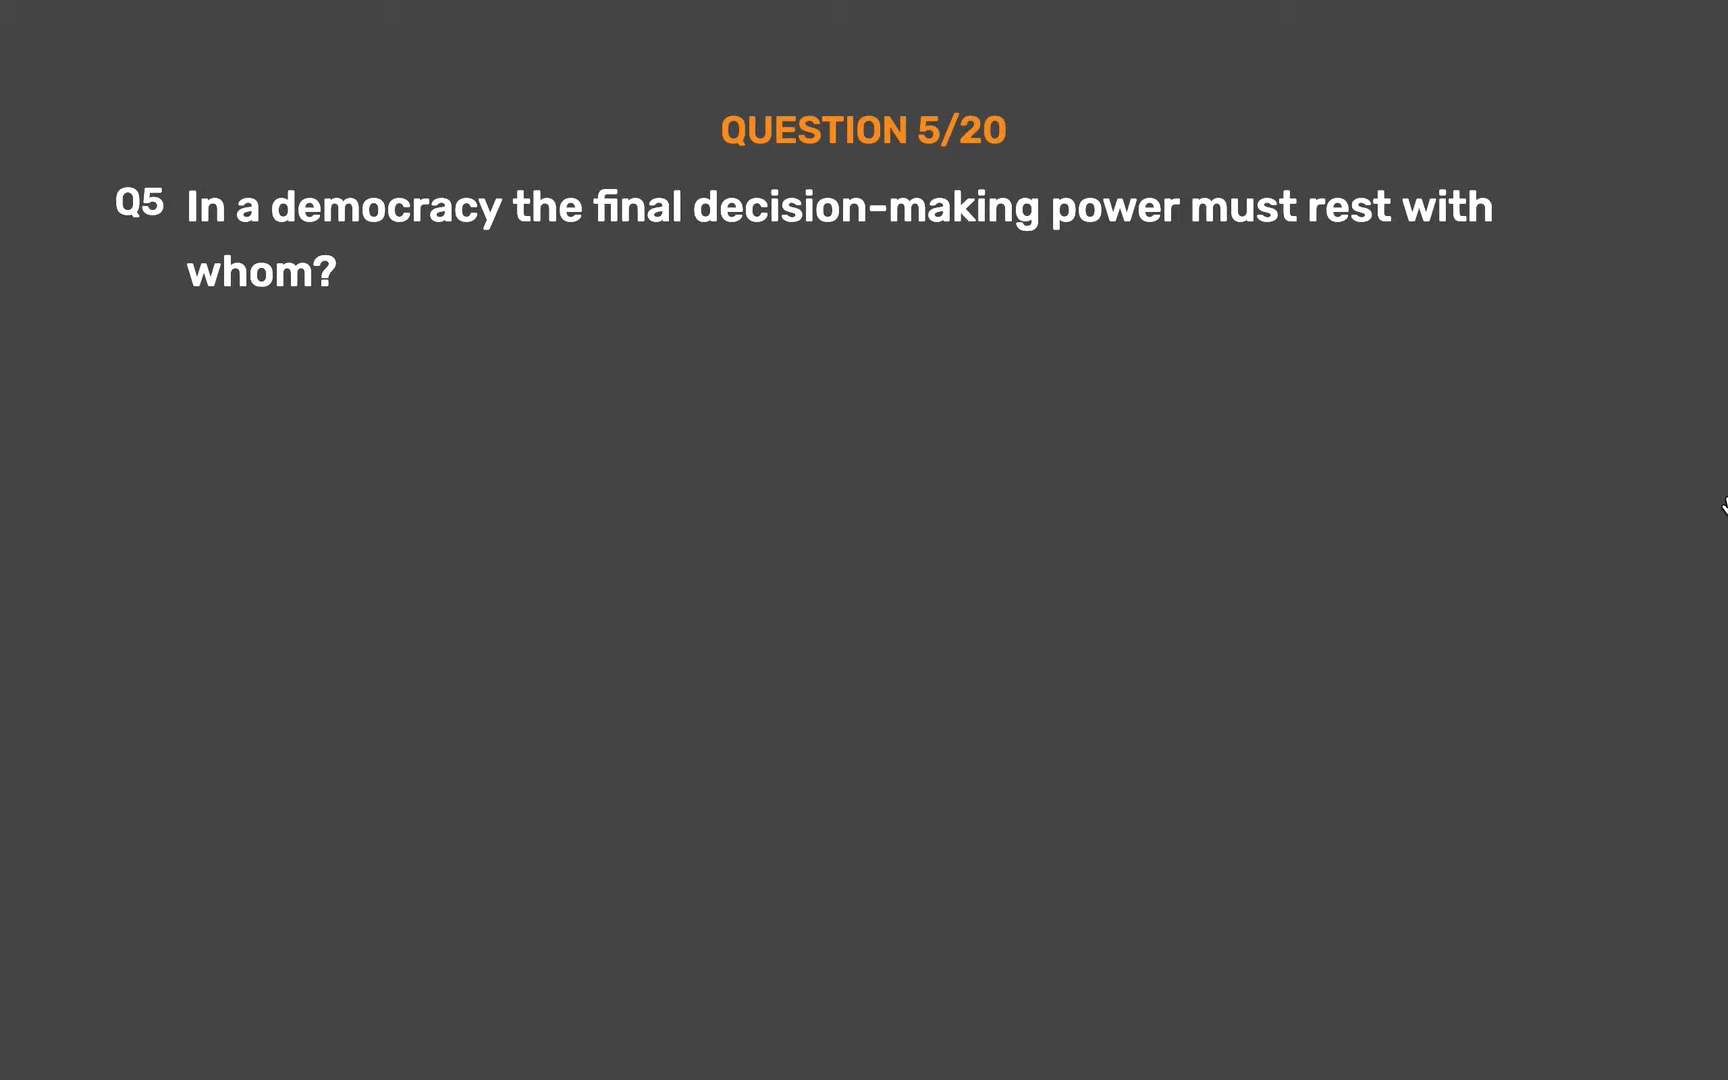 QUESTION 5/20
Q5 In a democracy the final decision-making power must rest with
whom?